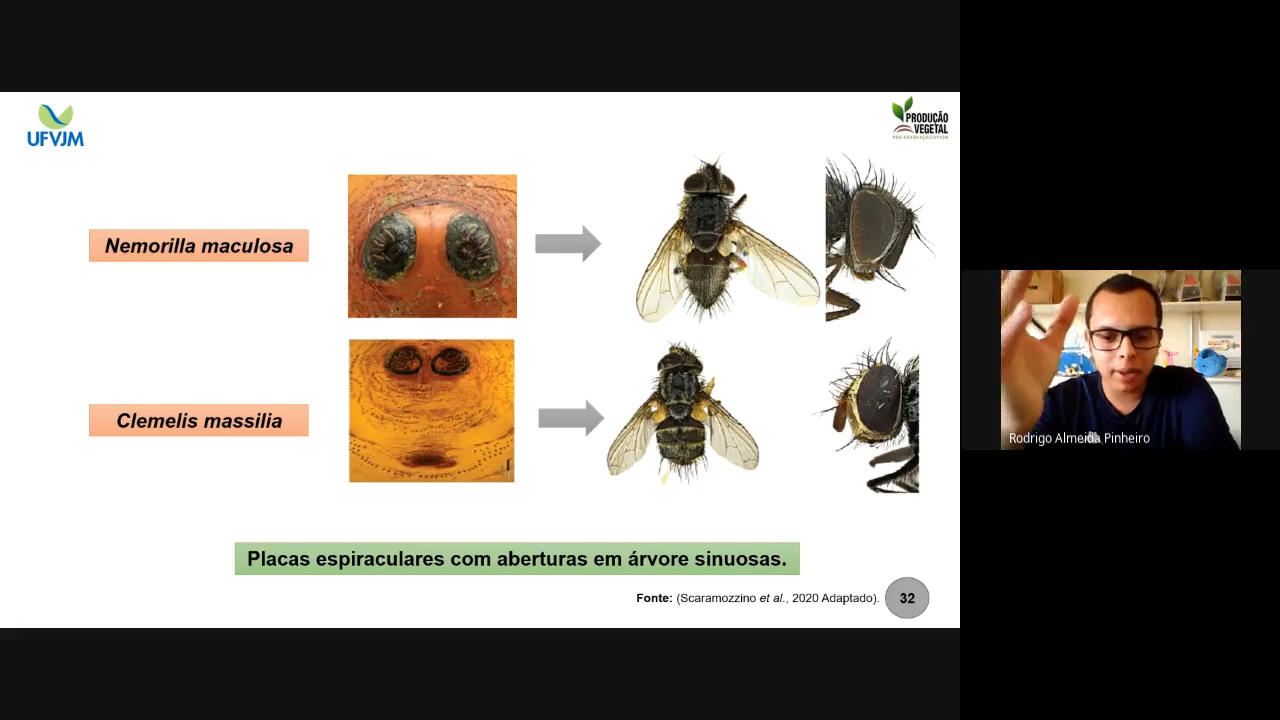 UFVJM
PRODUÇÃO
VEGETAL
Nemorilla maculosa
Clemelis massilia
Placas espiraculares com aberturas em árvore sinuosas.
Fonte: (Scaramozzino et al., 2020 Adaptado).
32
Rodrigo Almeida Pinheiro